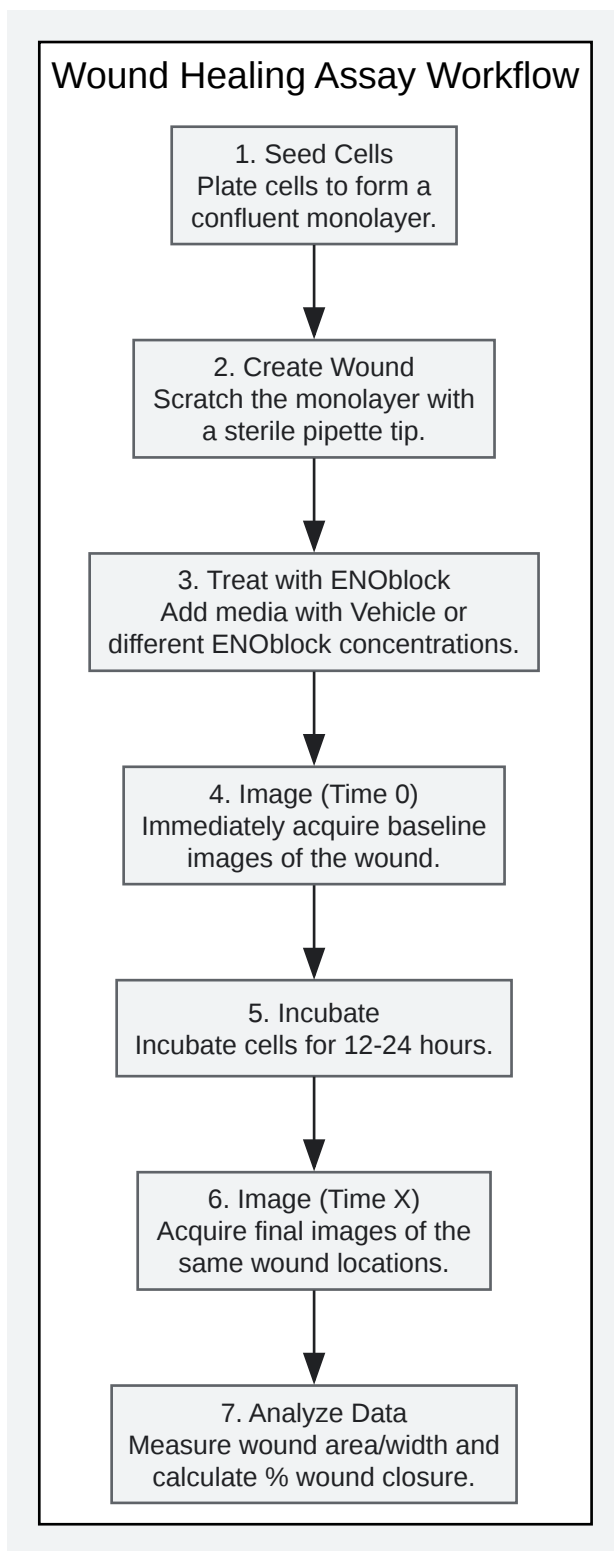 Wound Healing Assay Workflow
1. Seed Cells
Plate cells to form a
confluent monolayer.
2. Create Wound
Scratch the monolayer with
a sterile pipette tip.
3. Treat with ENOblock
Add media with Vehicle or
different ENOblock concentrations.
4. Image (Time 0)
Immediately acquire baseline
images of the wound.
5. Incubate
Incubate cells for 12-24 hours.
6. Image (Time X)
Acquire final images of the
same wound locations.
7. Analyze Data
Measure wound area/width and
calculate % wound closure.